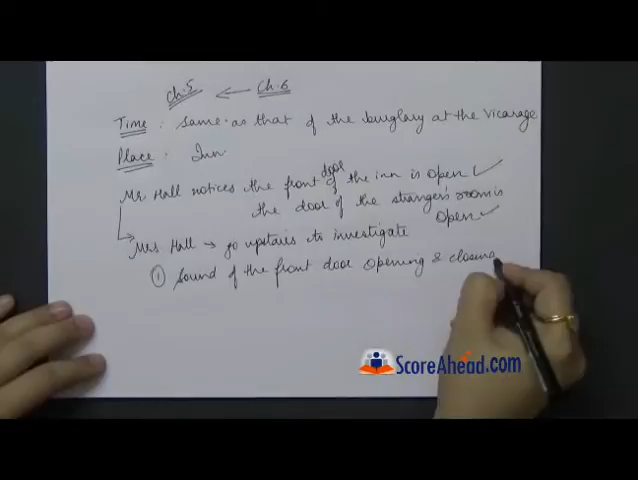 Ch.5 ← Ch.6
Time : same as that of the burglary at the Vicarage
Place : Inn
Mr. Hall notices the front door of the inn is open ✓
the door of the stranger's room is
open ✓
Mrs Hall → go upstairs to investigate
① Sound of the front door opening & closing
ScoreAhead.com